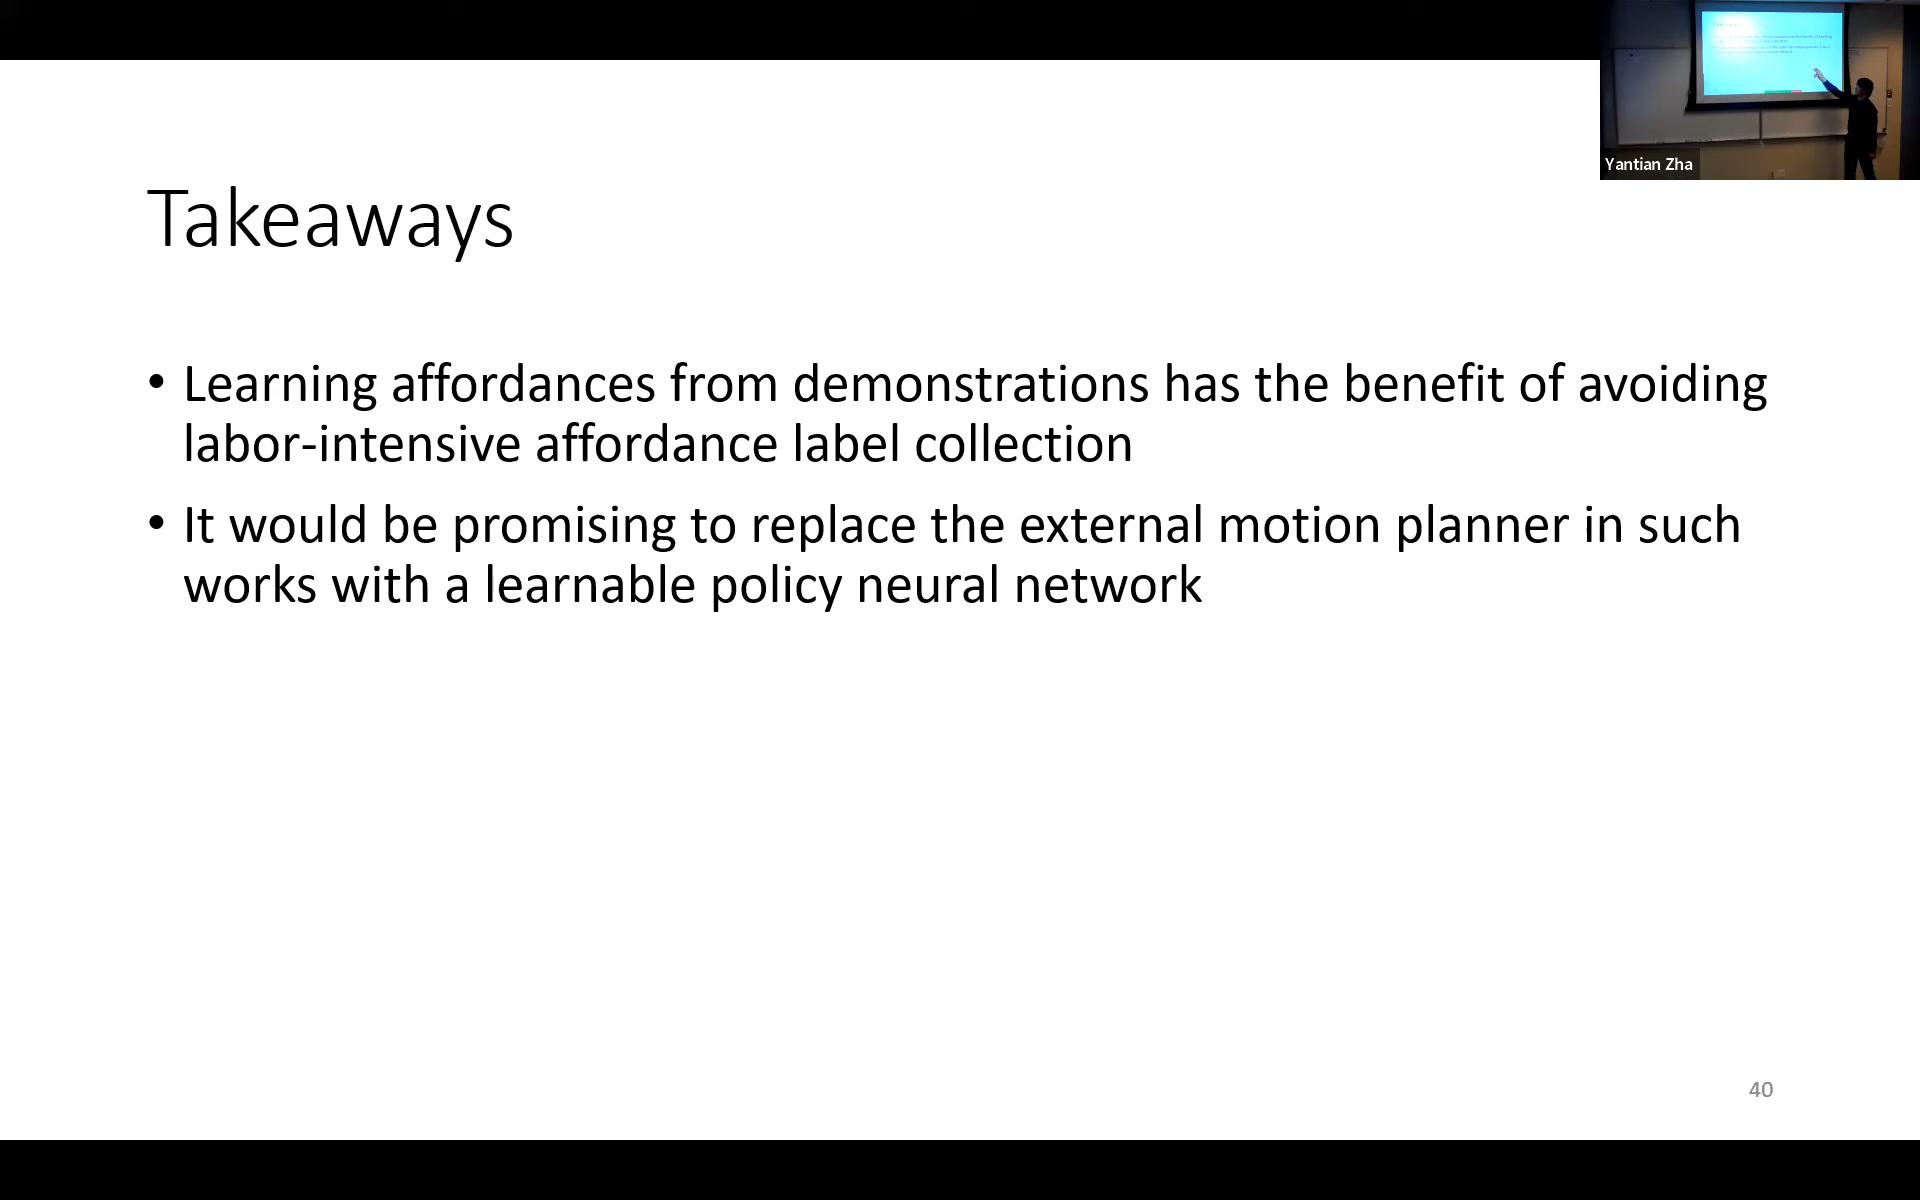 Yantian Zha
Takeaways
• Learning affordances from demonstrations has the benefit of avoiding
labor-intensive affordance label collection
• It would be promising to replace the external motion planner in such
works with a learnable policy neural network
40